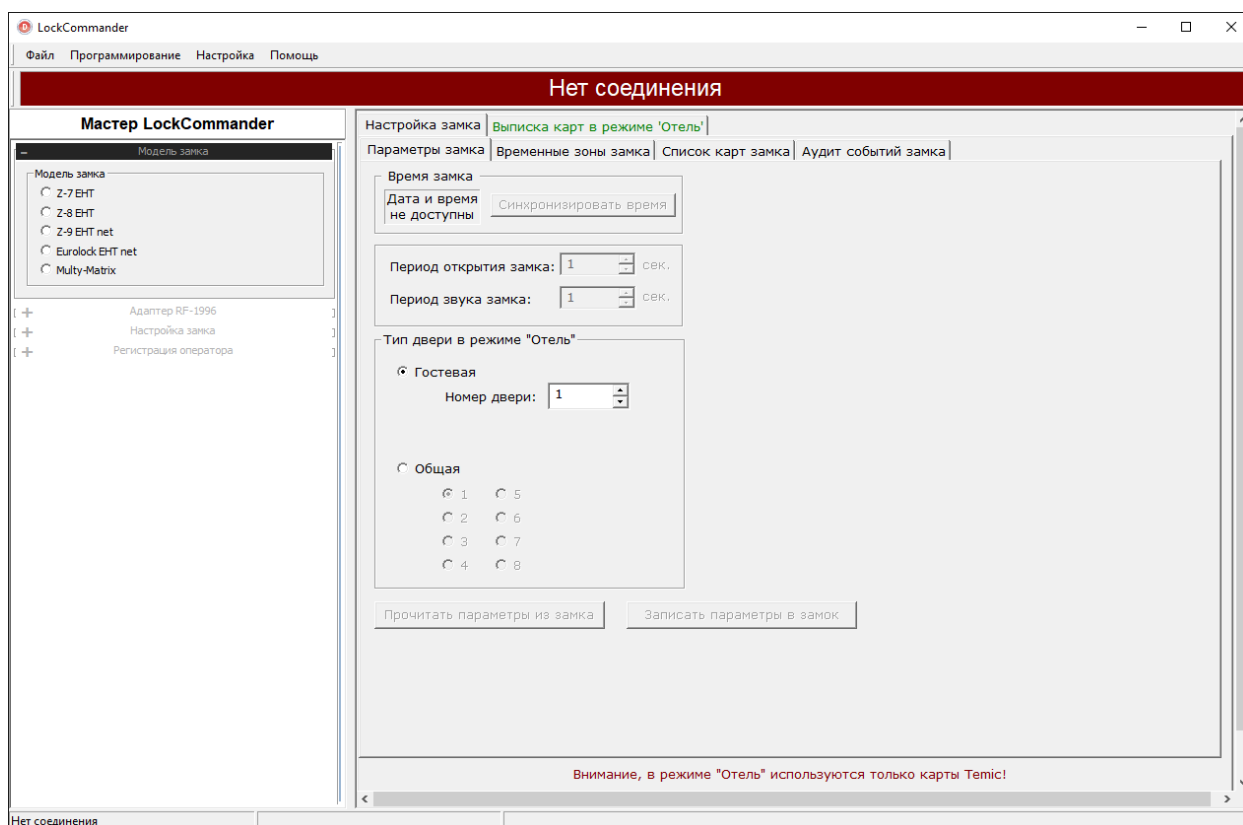 LockCommander
Файл Программирование Настройка Помощь
Нет соединения
Мастер LockCommander
Модель замка
Модель замка
Z-7 EHT
Z-8 EHT
Z-9 EHT net
Eurolock EHT net
Multy-Matrix
Адаптер RF-1996
Настройка замка
Регистрация оператора
Настройка замка Выписка карт в режиме 'Отель'
Параметры замка Временные зоны замка Список карт замка Аудит событий замка
Время замка
Дата и время
не доступны
Синхронизировать время
Период открытия замка: 1 сек.
Период звука замка: 1 сек.
Тип двери в режиме "Отель"
Гостевая
Номер двери: 1
Общая
1 5
2 6
3 7
4 8
Прочитать параметры из замка Записать параметры в замок
Внимание, в режиме "Отель" используются только карты Temic!
Нет соединения